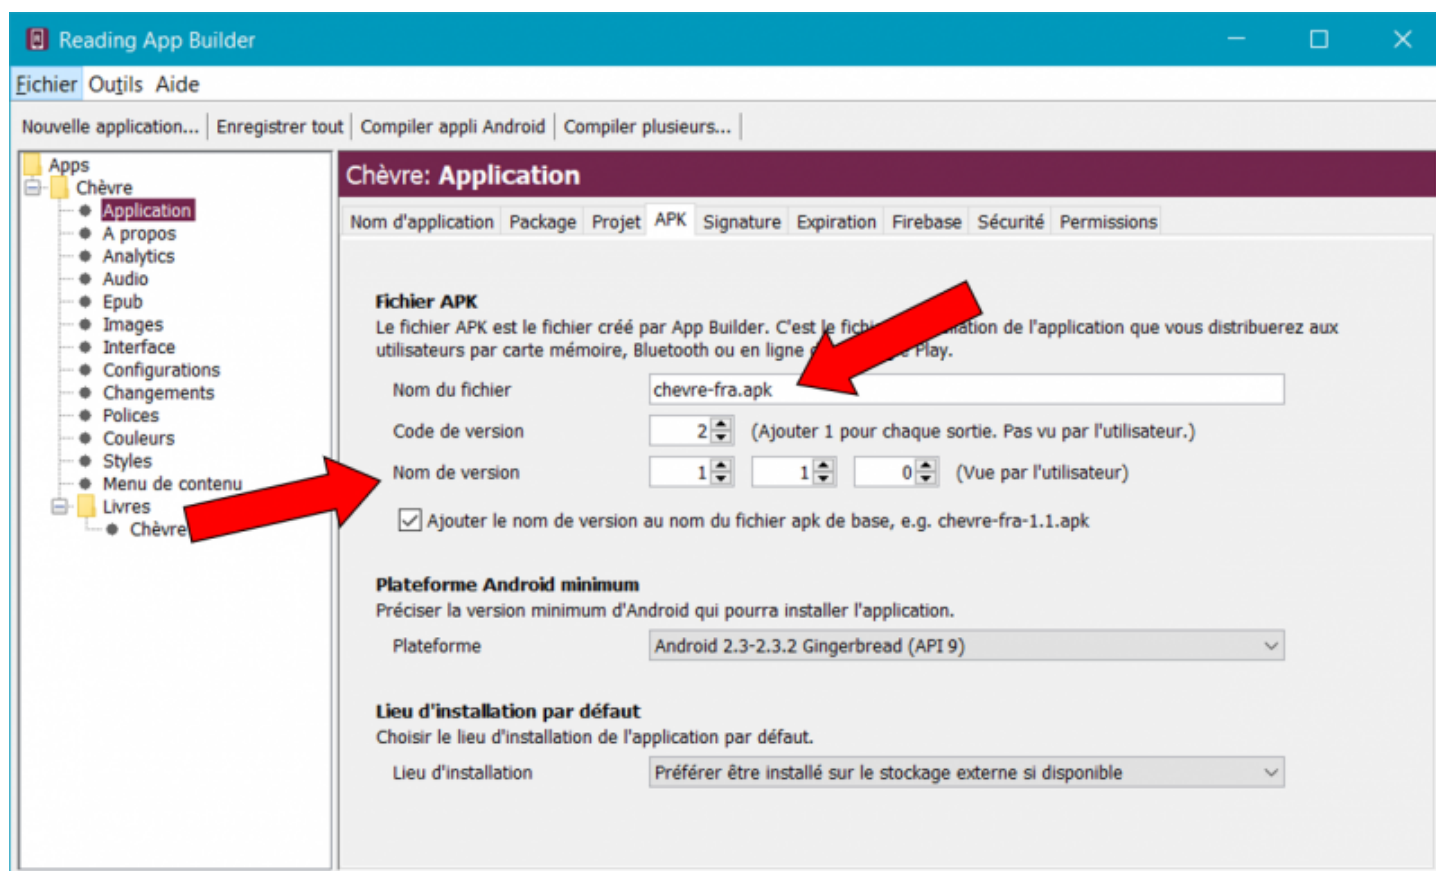 Reading App Builder
Fichier Outils Aide
Nouvelle application... Enregistrer tout Compiler appli Android Compiler plusieurs...
Apps
Chèvre
Application
A propos
Analytics
Audio
Epub
Images
Interface
Configurations
Changements
Polices
Couleurs
Styles
Menu de contenu
Livres
Chèvre
Chèvre: Application
Nom d'application Package Projet APK Signature Expiration Firebase Sécurité Permissions
Fichier APK
Le fichier APK est le fichier créé par App Builder. C'est le de l'application que vous distribuerez aux
utilisateurs par carte mémoire, Bluetooth ou en ligne Play.
Nom du fichier chevre-fra.apk
Code de version 2 (Ajouter 1 pour chaque sortie. Pas vu par l'utilisateur.)
Nom de version 1 1 0 (Vue par l'utilisateur)
Ajouter le nom de version au nom du fichier apk de base, e.g. chevre-fra-1.1.apk
Plateforme Android minimum
Préciser la version minimum d'Android qui pourra installer l'application.
Plateforme Android 2.3-2.3.2 Gingerbread (API 9)
Lieu d'installation par défaut
Choisir le lieu d'installation de l'application par défaut.
Lieu d'installation Préférer être installé sur le stockage externe si disponible